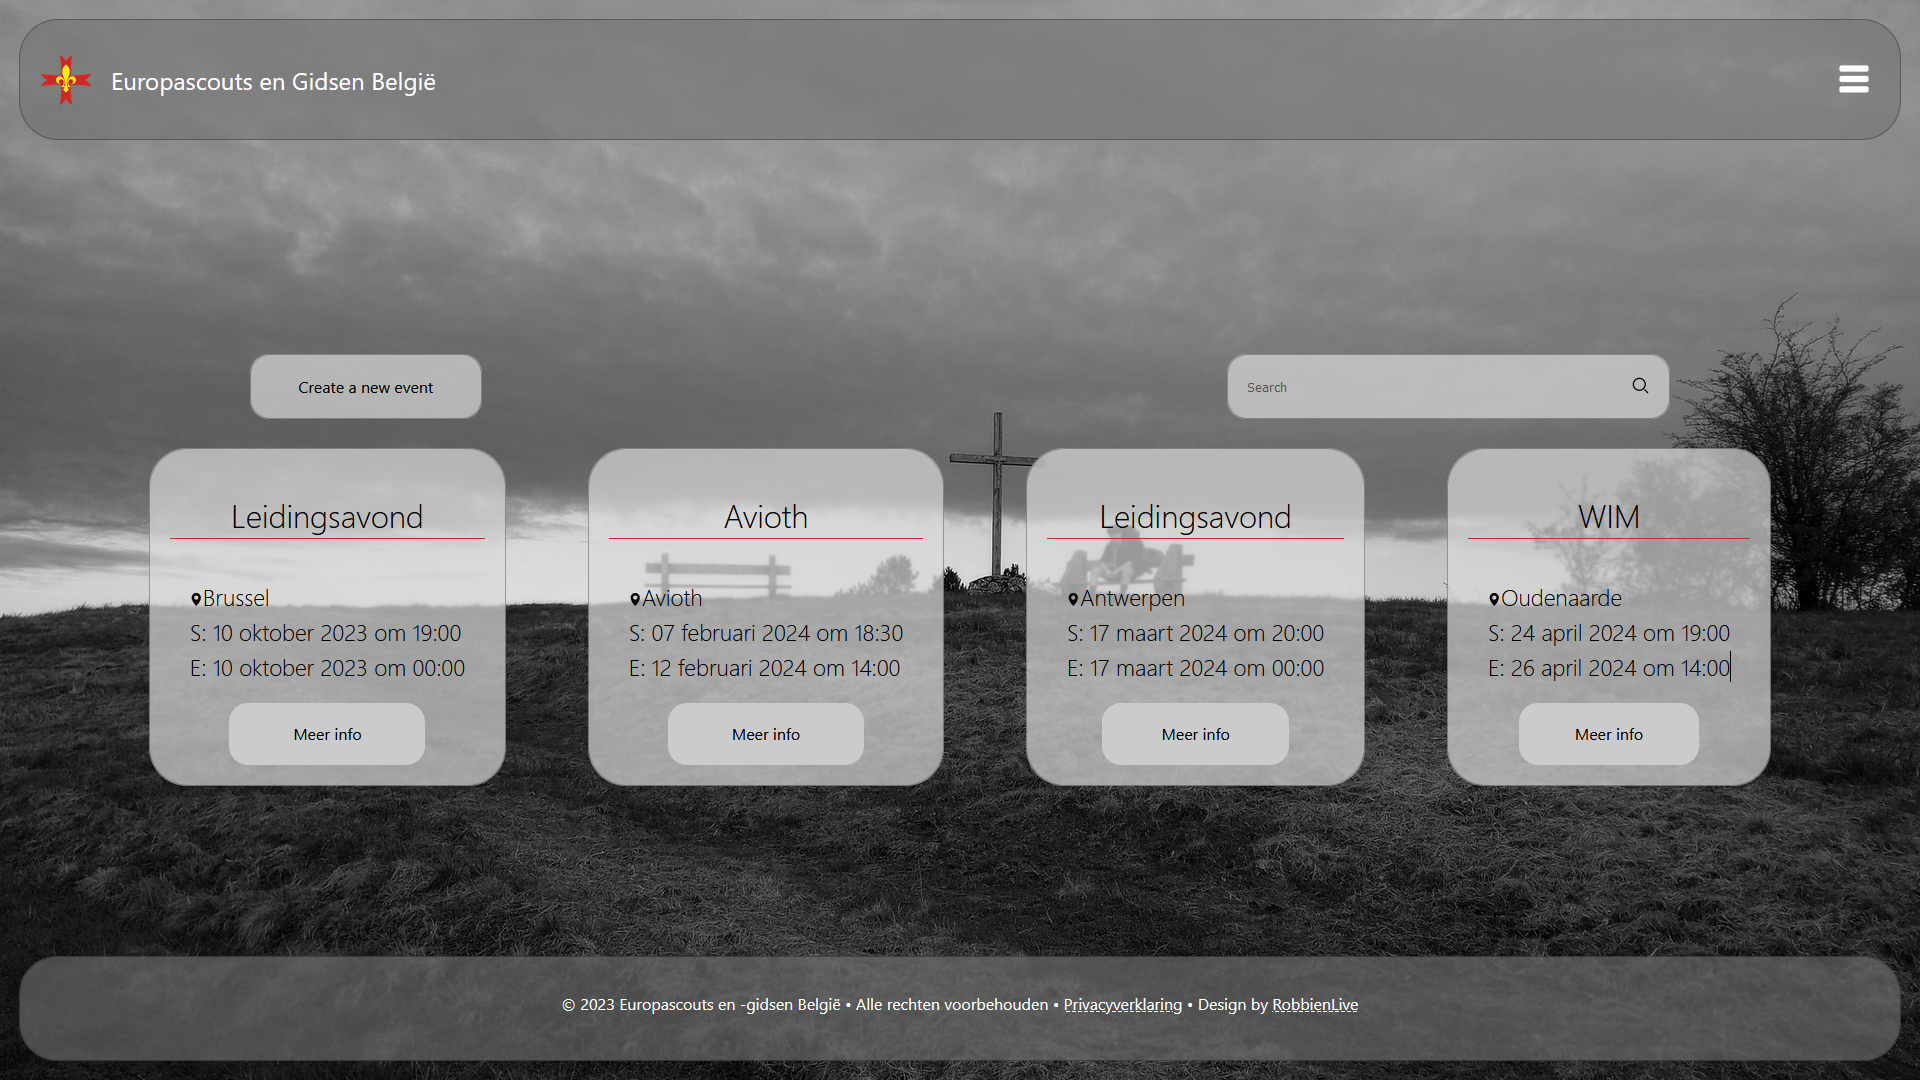 Europascouts en Gidsen België
Create a new event
Search
Leidingsavond
Brussel
S: 10 oktober 2023 om 19:00
E: 10 oktober 2023 om 00:00
Meer info
Avioth
Avioth
S: 07 februari 2024 om 18:30
E: 12 februari 2024 om 14:00
Meer info
Leidingsavond
Antwerpen
S: 17 maart 2024 om 20:00
E: 17 maart 2024 om 00:00
Meer info
WIM
Oudenaarde
S: 24 april 2024 om 19:00
E: 26 april 2024 om 14:00
Meer info
© 2023 Europascouts en -gidsen België • Alle rechten voorbehouden • Privacyverklaring • Design by RobbienLive